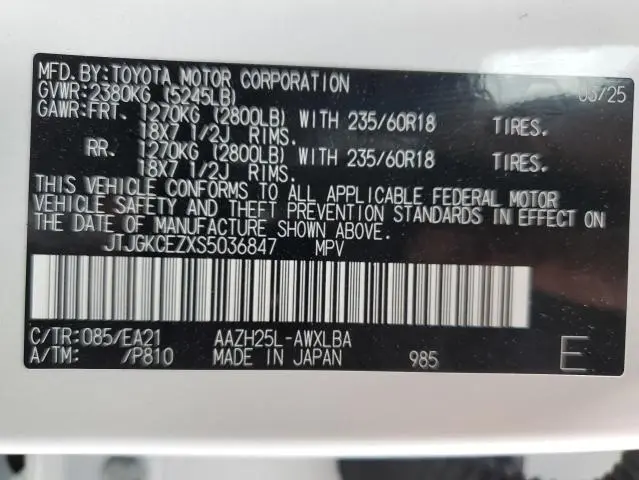 MFD. BY: TOYOTA MOTOR CORPORATION 03/25
GVWR: 2380KG (5245LB)
GAWR: FRT. 1270KG (2800LB) WITH 235/60R18 TIRES.
18X7 1/2J RIMS.
RR. 1270KG (2800LB) WITH 235/60R18 TIRES.
18X7 1/2J RIMS.
THIS VEHICLE CONFORMS TO ALL APPLICABLE FEDERAL MOTOR
VEHICLE SAFETY AND THEFT PREVENTION STANDARDS IN EFFECT ON
THE DATE OF MANUFACTURE SHOWN ABOVE.
JTJGKCEZXS5036847 MPV
C/TR: 085/EA21 AAZH25L-AWXLBA
A/TM: /P810 MADE IN JAPAN 985 E